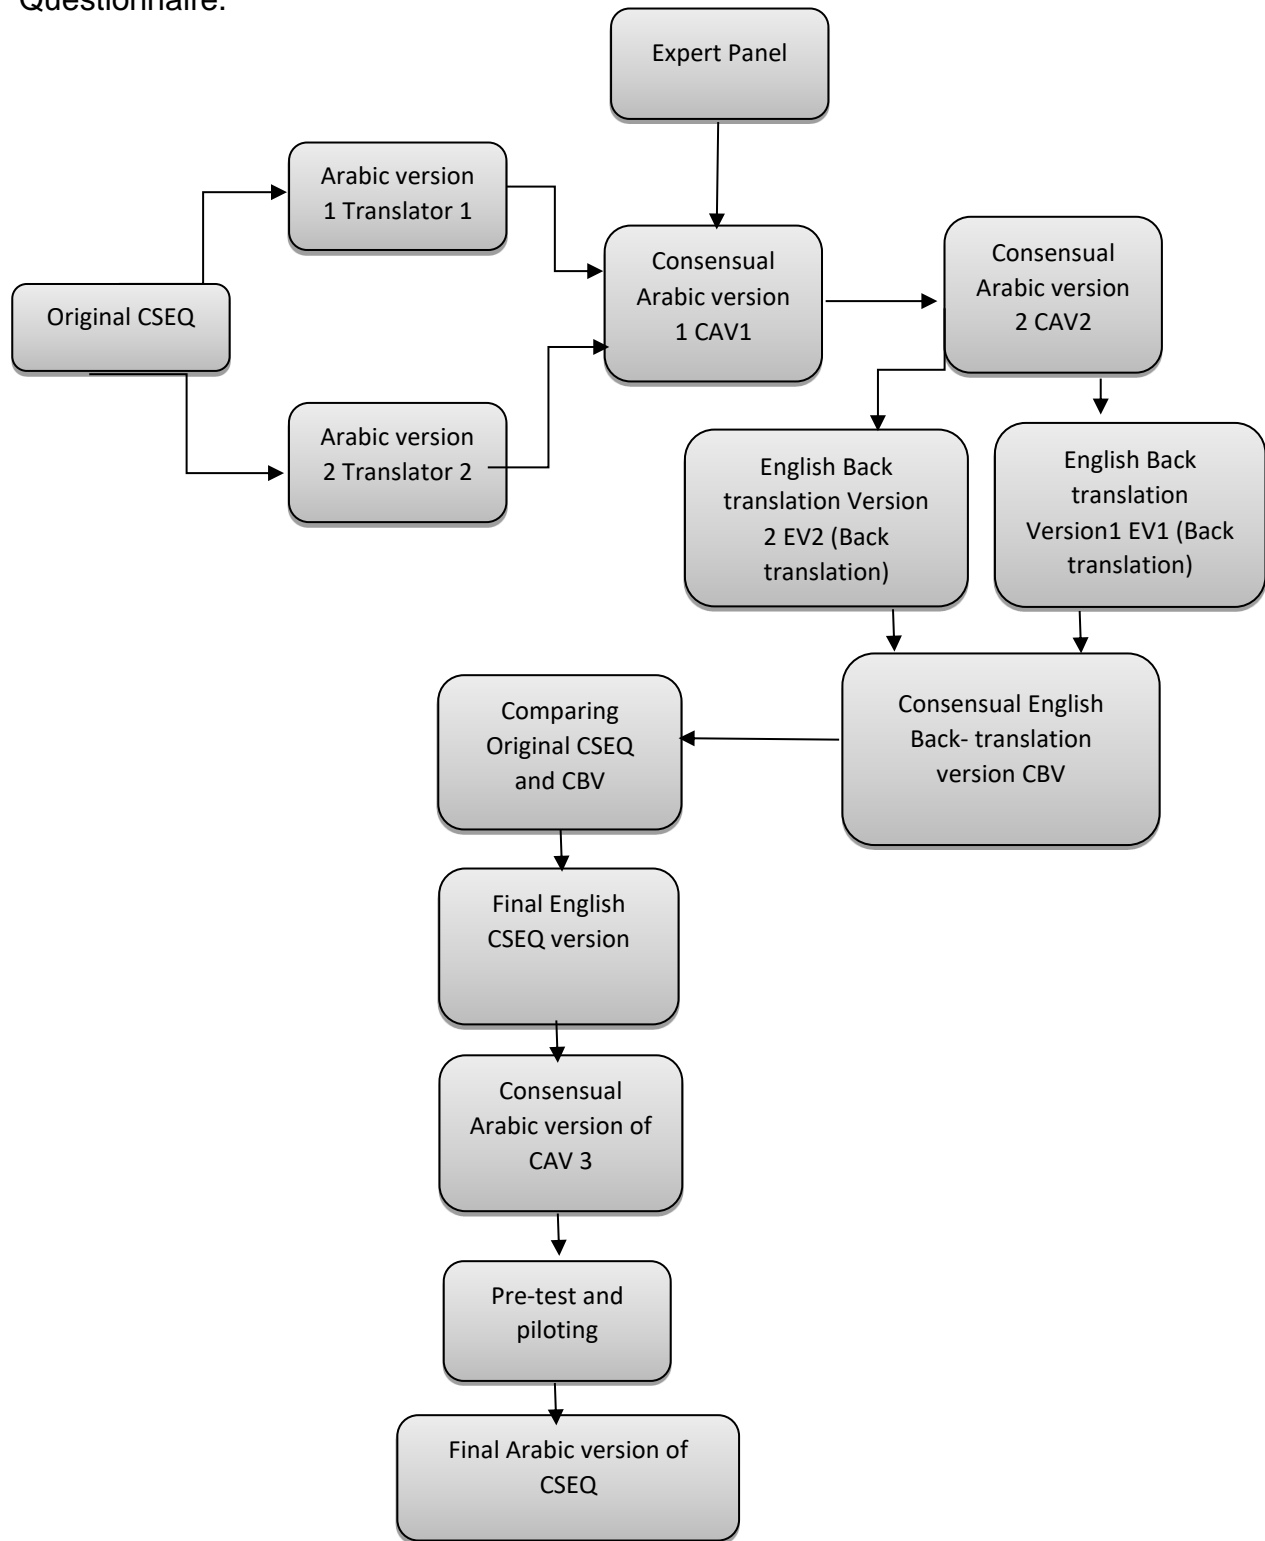 Questionnaire.
Expert Panel
Arabic version
1 Translator 1
Original CSEQ
Arabic version
2 Translator 2
Consensual
Arabic version
1 CAV1
Consensual
Arabic version
2 CAV2
English Back
translation Version
2 EV2 (Back
translation)
English Back
translation
Version1 EV1 (Back
translation)
Consensual English
Back- translation
version CBV
Comparing
Original CSEQ
and CBV
Final English
CSEQ version
Consensual
Arabic version of
CAV 3
Pre-test and
piloting
Final Arabic version of
CSEQ